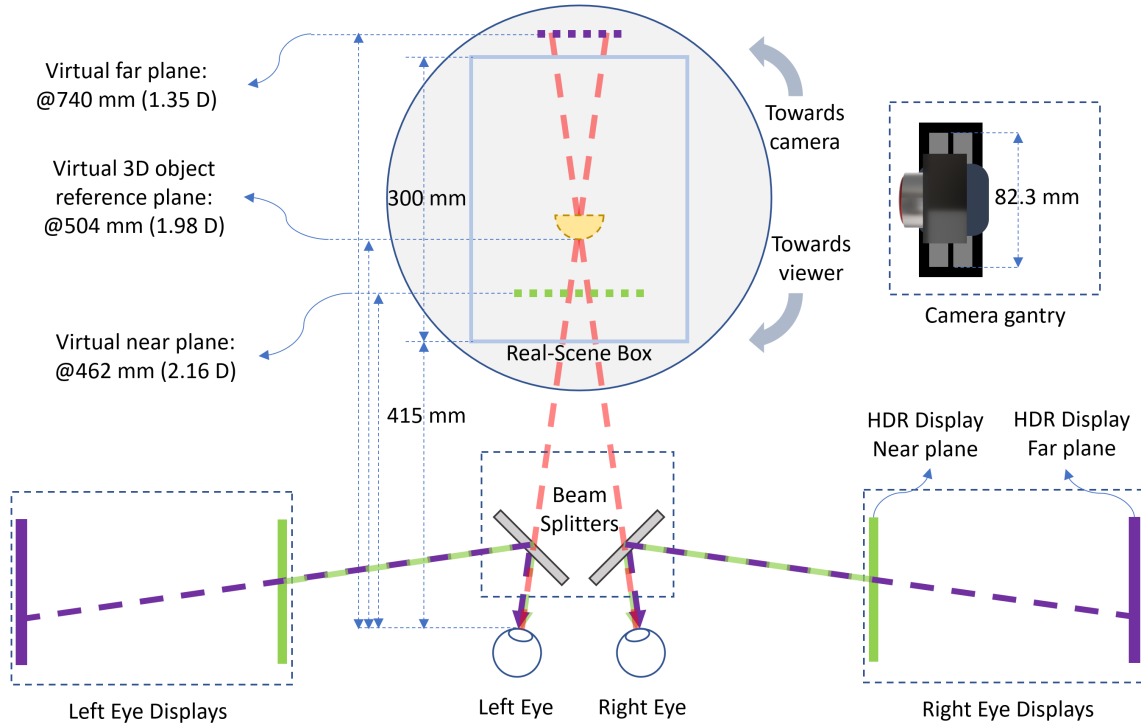 Virtual far plane:
@740 mm (1.35 D)
Virtual 3D object
reference plane:
@504 mm (1.98 D)
Virtual near plane:
@462 mm (2.16 D)
300 mm
415 mm
Real-Scene Box
Towards
camera
Towards
viewer
82.3 mm
Camera gantry
HDR Display
Near plane
HDR Display
Far plane
Beam
Splitters
Left Eye Displays
Left Eye
Right Eye
Right Eye Displays